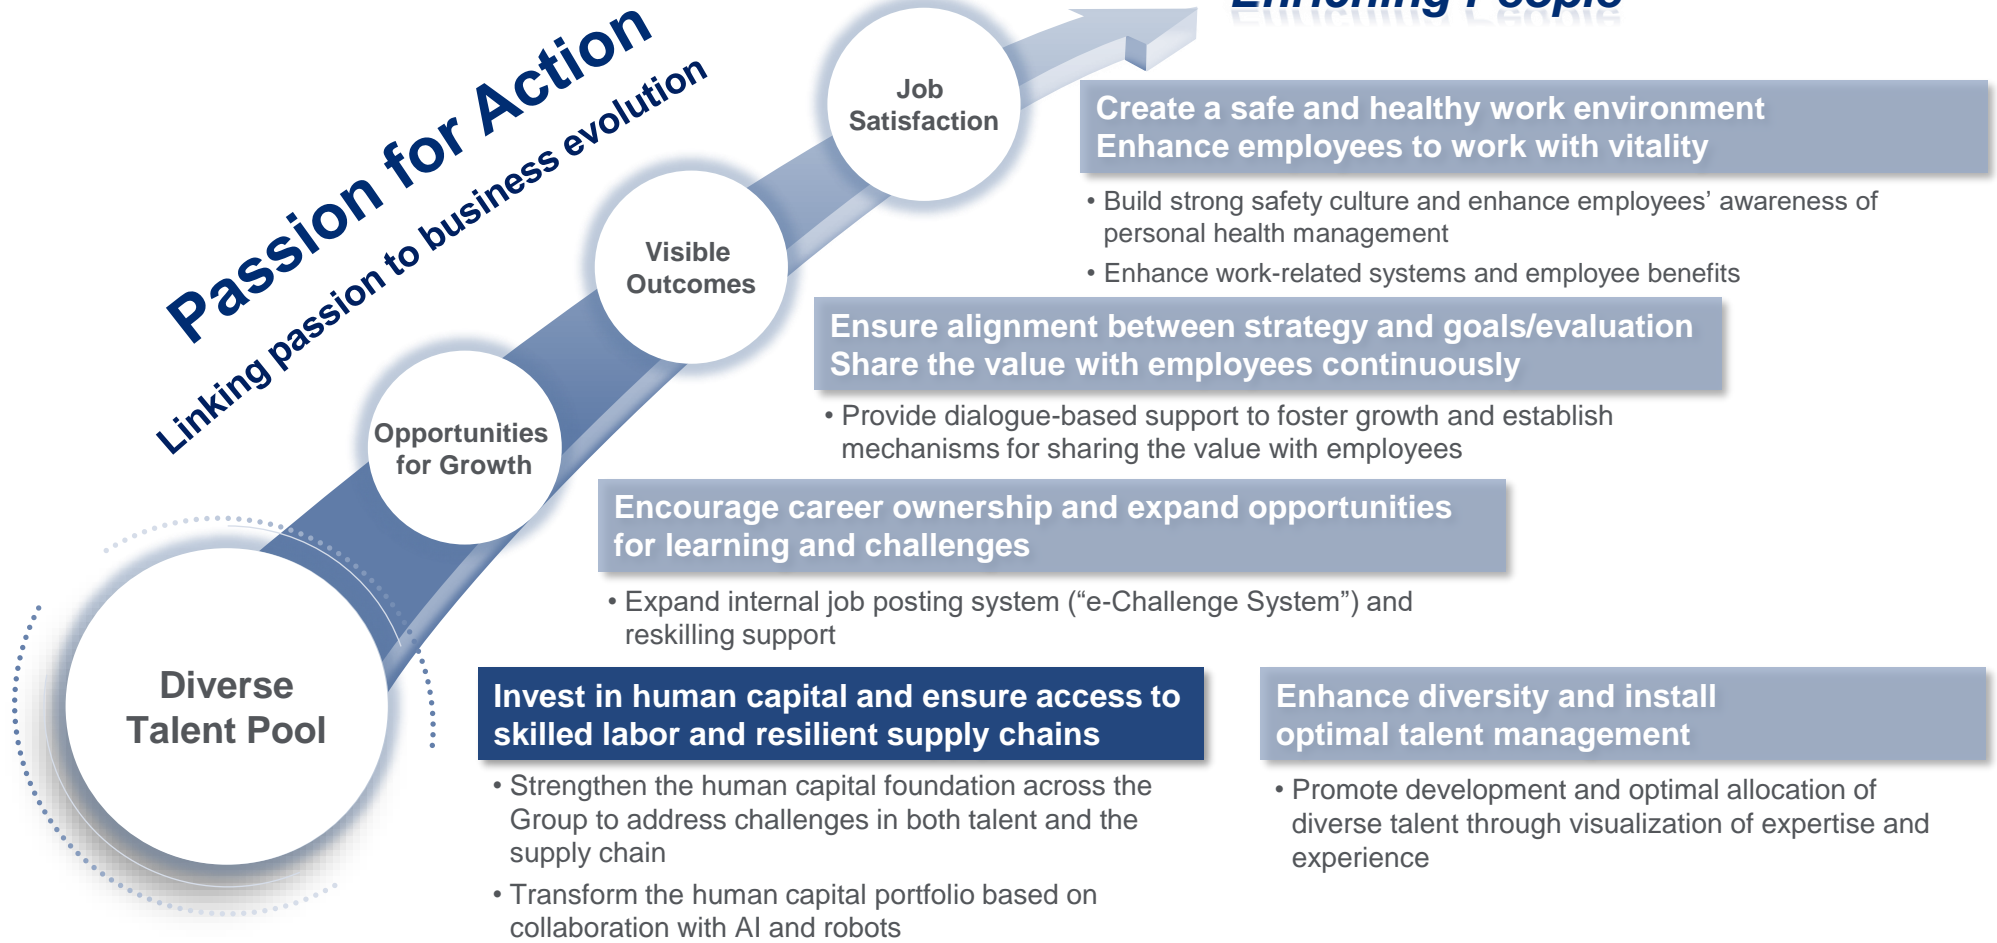 Enriching People
Passion for Action
Linking passion to business evolution
Job
Satisfaction
Create a safe and healthy work environment
Enhance employees to work with vitality
• Build strong safety culture and enhance employees’ awareness of
personal health management
• Enhance work-related systems and employee benefits
Visible
Outcomes
Ensure alignment between strategy and goals/evaluation
Share the value with employees continuously
• Provide dialogue-based support to foster growth and establish
mechanisms for sharing the value with employees
Opportunities
for Growth
Encourage career ownership and expand opportunities
for learning and challenges
• Expand internal job posting system (“e-Challenge System”) and
reskilling support
Diverse
Talent Pool
Invest in human capital and ensure access to
skilled labor and resilient supply chains
• Strengthen the human capital foundation across the
Group to address challenges in both talent and the
supply chain
• Transform the human capital portfolio based on
collaboration with AI and robots
Enhance diversity and install
optimal talent management
• Promote development and optimal allocation of
diverse talent through visualization of expertise and
experience